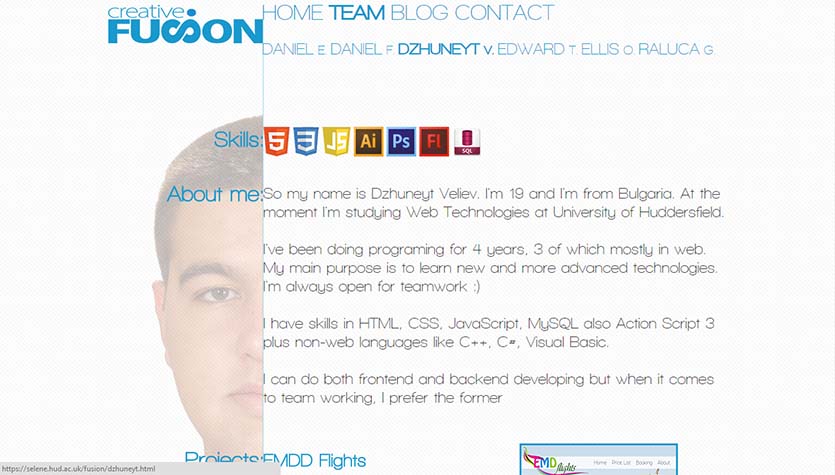 creative
FUSION
HOME TEAM BLOG CONTACT
DANIEL E. DANIEL F. DZHUNEYT V. EDWARD T. ELLIS O. RALUCA G.
Skills:
5 3 JS Ai Ps Fl SQL
About me:
So my name is Dzhuneyt Veliev. I'm 19 and I'm from Bulgaria. At the
moment I'm studying Web Technologies at University of Huddersfield.
I've been doing programing for 4 years, 3 of which mostly in web.
My main purpose is to learn new and more advanced technologies.
I'm always open for teamwork :)
I have skills in HTML, CSS, JavaScript, MySQL also Action Script 3
plus non-web languages like C++, C#, Visual Basic.
I can do both frontend and backend developing but when it comes
to team working, I prefer the former
Projects:
EMDD Flights
EMD flights
Home Price List Booking About
https://selene.hud.ac.uk/fusion/dzhuneyt.html